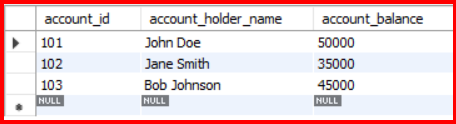 account_id account_holder_name account_balance
101 John Doe 50000
102 Jane Smith 35000
103 Bob Johnson 45000
NULL NULL NULL